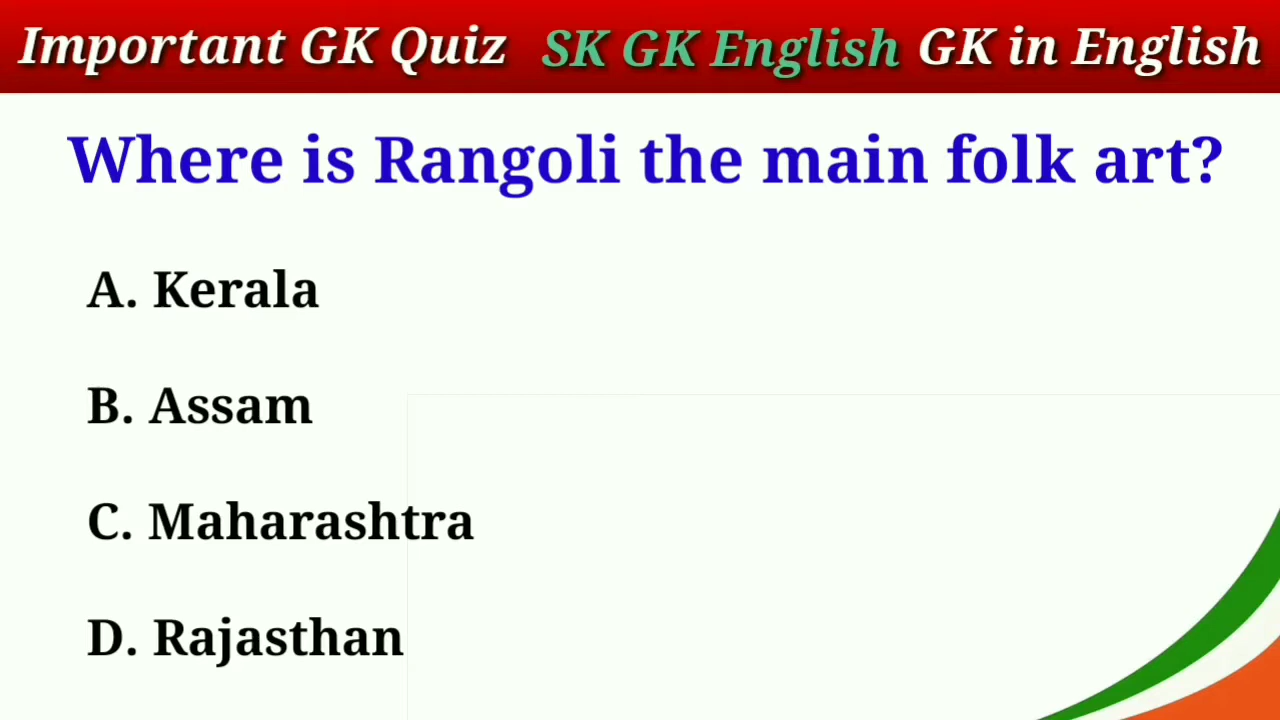 Important GK Quiz SK GK English GK in English
Where is Rangoli the main folk art?
A. Kerala
B. Assam
C. Maharashtra
D. Rajasthan